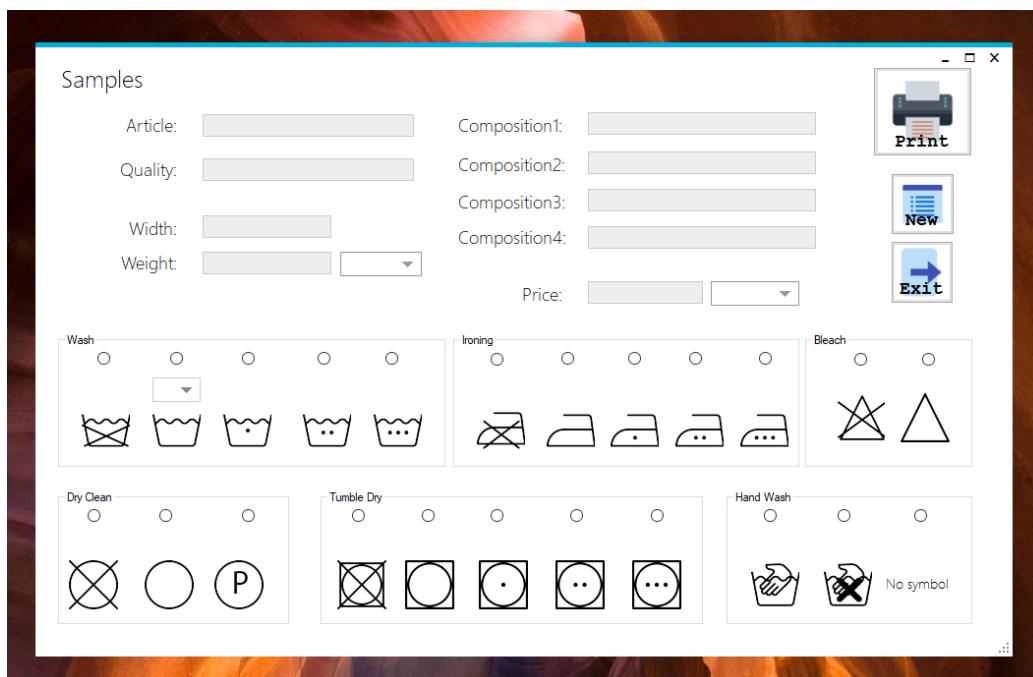 Samples
Article:
Quality:
Width:
Weight:
Composition1:
Composition2:
Composition3:
Composition4:
Price:
Print
New
Exit
Wash
Ironing
Bleach
Dry Clean
P
Tumble Dry
Hand Wash
No symbol